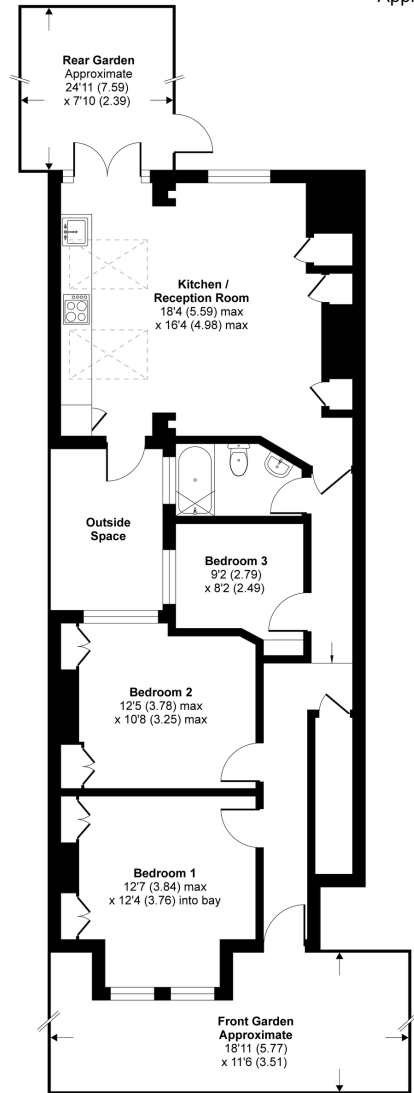 Appr
Rear Garden
Approximate
24'11 (7.59)
x 7'10 (2.39)
Kitchen /
Reception Room
18'4 (5.59) max
x 16'4 (4.98) max
Outside
Space
Bedroom 3
9'2 (2.79)
x 8'2 (2.49)
Bedroom 2
12'5 (3.78) max
x 10'8 (3.25) max
Bedroom 1
12'7 (3.84) max
x 12'4 (3.76) into bay
Front Garden
Approximate
18'11 (5.77)
x 11'6 (3.51)